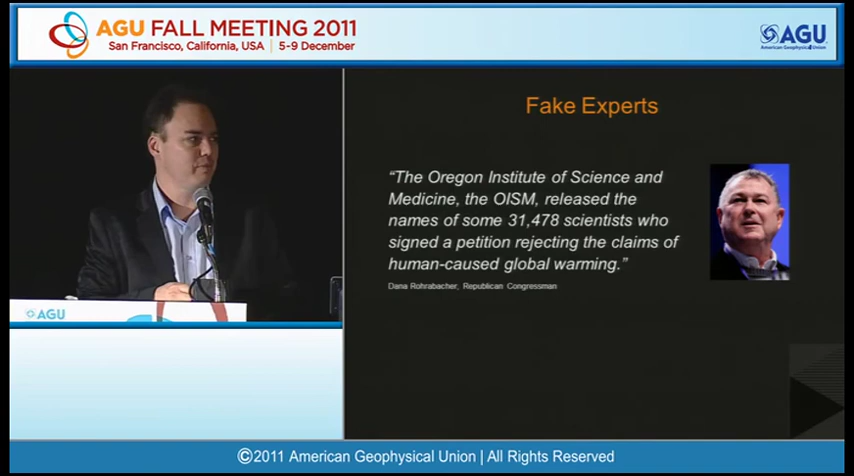 AGU FALL MEETING 2011
San Francisco, California, USA | 5-9 December
AGU
American Geophysical Union
Fake Experts
“The Oregon Institute of Science and
Medicine, the OISM, released the
names of some 31,478 scientists who
signed a petition rejecting the claims of
human-caused global warming.”
Dana Rohrabacher, Republican Congressman
AGU
©2011 American Geophysical Union | All Rights Reserved